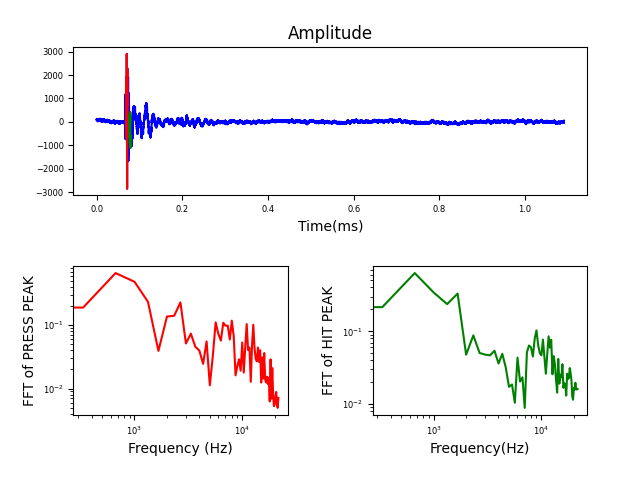 Amplitude
3000
2000
1000
0
−1000
−2000
−3000
0.0 0.2 0.4 0.6 0.8 1.0
Time(ms)
FFT of PRESS PEAK
10⁻¹
10⁻²
10³ 10⁴
Frequency (Hz)
FFT of HIT PEAK
10⁻¹
10⁻²
10³ 10⁴
Frequency(Hz)